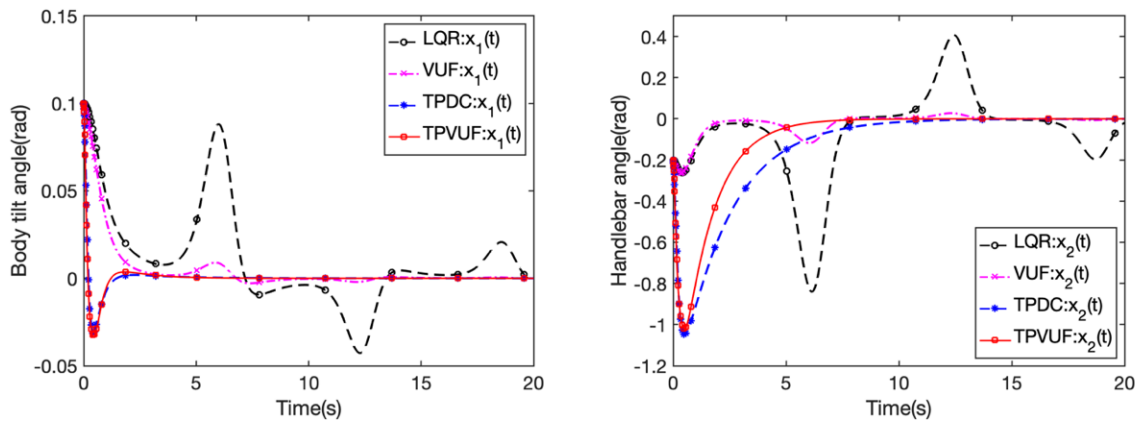 0.15
0.1
0.05
0
-0.05
Body tilt angle(rad)
LQR:x₁(t)
VUF:x₁(t)
TPDC:x₁(t)
TPVUF:x₁(t)
0 5 10 15 20
Time(s)
0.4
0.2
0
-0.2
-0.4
-0.6
-0.8
-1
-1.2
Handlebar angle(rad)
LQR:x₂(t)
VUF:x₂(t)
TPDC:x₂(t)
TPVUF:x₂(t)
0 5 10 15 20
Time(s)